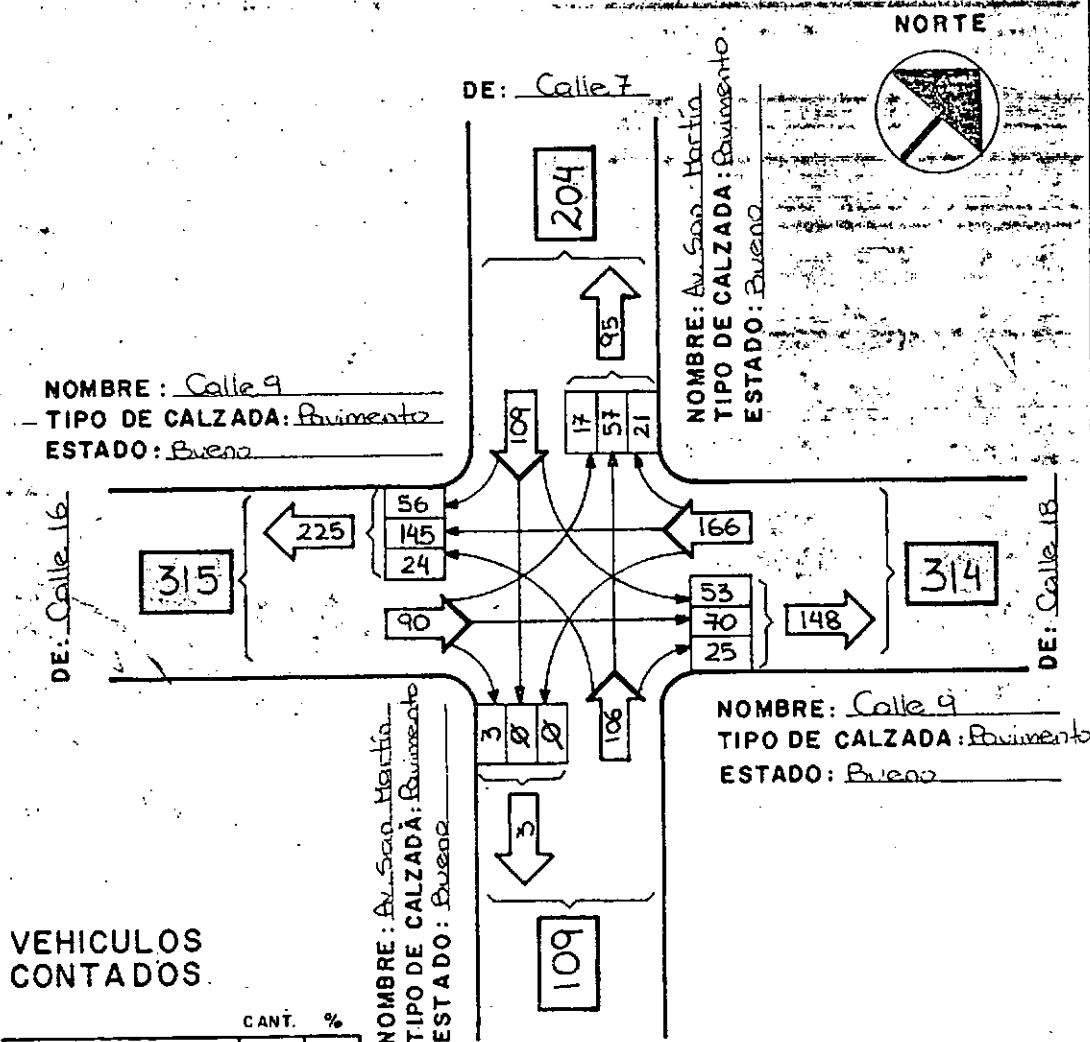 NORTE
DE: Calle 7
204
NOMBRE: Av. San Martín
TIPO DE CALZADA: Pavimento.
ESTADO: Bueno
95
NOMBRE: Calle 9
TIPO DE CALZADA: Pavimento
ESTADO: Bueno
109
17 57 21
DE: Calle 16
315
225
56
145
24
166
314
DE: Calle 18
90
53
70
25
148
3 Ø Ø
106
NOMBRE: Calle 9
TIPO DE CALZADA: Pavimento
ESTADO: Bueno
3
NOMBRE: Av. San Martín
TIPO DE CALZADA: Pavimento
ESTADO: Bueno
109
VEHICULOS
CONTADOS
CANT. %